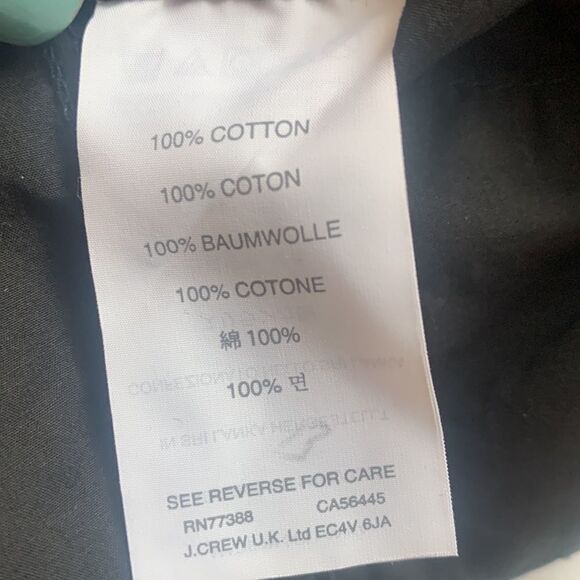 100% COTTON
100% COTON
100% BAUMWOLLE
100% COTONE
綿 100%
100% 면
SEE REVERSE FOR CARE
RN77388 CA56445
J.CREW U.K. Ltd EC4V 6JA